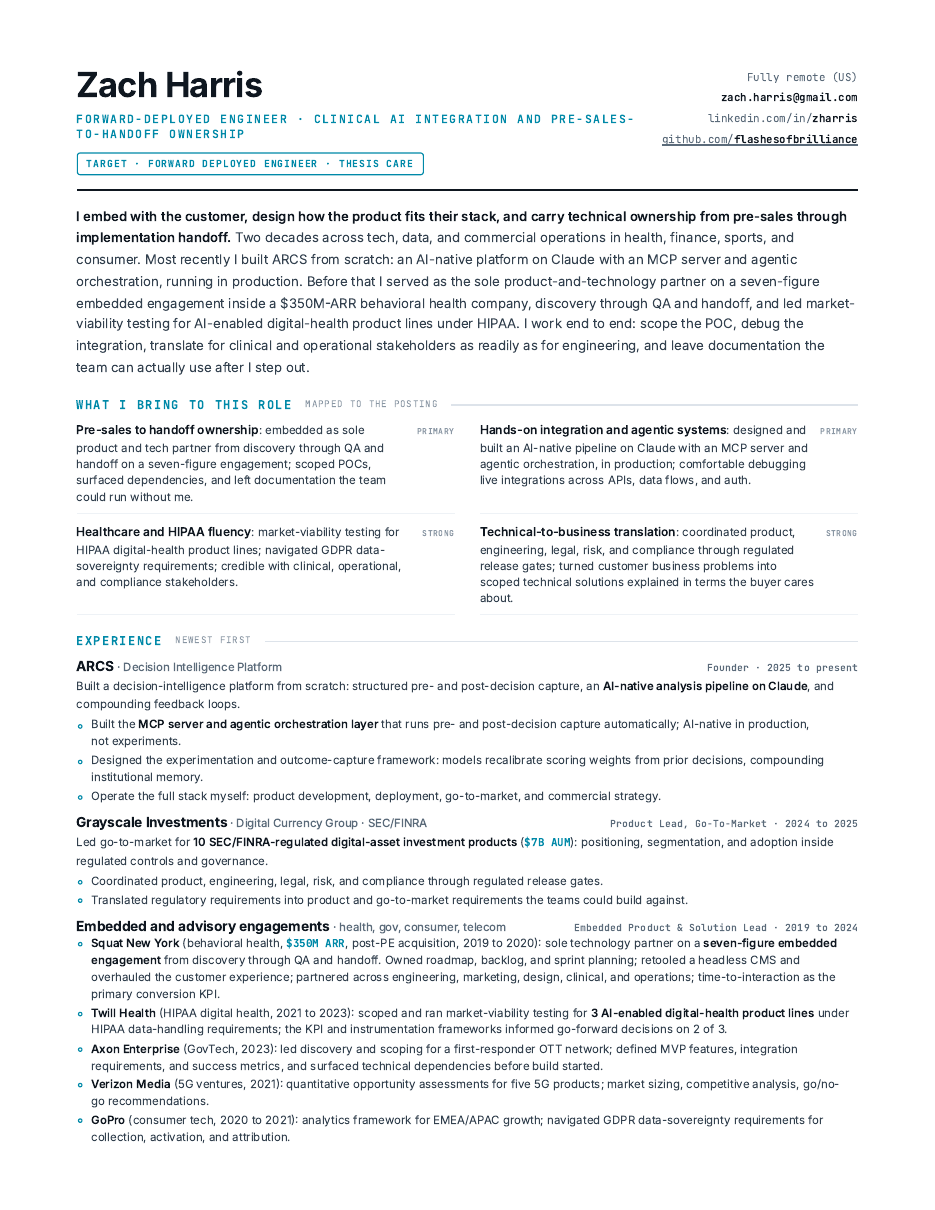 Zach Harris
Fully remote (US)
zach.harris@gmail.com
linkedin.com/in/zharris
github.com/flashesofbrilliance
FORWARD-DEPLOYED ENGINEER · CLINICAL AI INTEGRATION AND PRE-SALES-
TO-HANDOFF OWNERSHIP
TARGET · FORWARD DEPLOYED ENGINEER · THESIS CARE
I embed with the customer, design how the product fits their stack, and carry technical ownership from pre-sales through
implementation handoff. Two decades across tech, data, and commercial operations in health, finance, sports, and
consumer. Most recently I built ARCS from scratch: an AI-native platform on Claude with an MCP server and agentic
orchestration, running in production. Before that I served as the sole product-and-technology partner on a seven-figure
embedded engagement inside a $350M-ARR behavioral health company, discovery through QA and handoff, and led market-
viability testing for AI-enabled digital-health product lines under HIPAA. I work end to end: scope the POC, debug the
integration, translate for clinical and operational stakeholders as readily as for engineering, and leave documentation the
team can actually use after I step out.
WHAT I BRING TO THIS ROLE MAPPED TO THE POSTING
Pre-sales to handoff ownership: embedded as sole PRIMARY
product and tech partner from discovery through QA and
handoff on a seven-figure engagement; scoped POCs,
surfaced dependencies, and left documentation the team
could run without me.
Hands-on integration and agentic systems: designed and PRIMARY
built an AI-native pipeline on Claude with an MCP server and
agentic orchestration, in production; comfortable debugging
live integrations across APIs, data flows, and auth.
Healthcare and HIPAA fluency: market-viability testing for STRONG
HIPAA digital-health product lines; navigated GDPR data-
sovereignty requirements; credible with clinical, operational,
and compliance stakeholders.
Technical-to-business translation: coordinated product, STRONG
engineering, legal, risk, and compliance through regulated
release gates; turned customer business problems into
scoped technical solutions explained in terms the buyer cares
about.
EXPERIENCE NEWEST FIRST
ARCS · Decision Intelligence Platform Founder · 2025 to present
Built a decision-intelligence platform from scratch: structured pre- and post-decision capture, an AI-native analysis pipeline on Claude, and
compounding feedback loops.
Built the MCP server and agentic orchestration layer that runs pre- and post-decision capture automatically; AI-native in production,
not experiments.
Designed the experimentation and outcome-capture framework: models recalibrate scoring weights from prior decisions, compounding
institutional memory.
Operate the full stack myself: product development, deployment, go-to-market, and commercial strategy.
Grayscale Investments · Digital Currency Group · SEC/FINRA Product Lead, Go-To-Market · 2024 to 2025
Led go-to-market for 10 SEC/FINRA-regulated digital-asset investment products ($7B AUM): positioning, segmentation, and adoption inside
regulated controls and governance.
Coordinated product, engineering, legal, risk, and compliance through regulated release gates.
Translated regulatory requirements into product and go-to-market requirements the teams could build against.
Embedded and advisory engagements · health, gov, consumer, telecom Embedded Product & Solution Lead · 2019 to 2024
Squat New York (behavioral health, $350M ARR, post-PE acquisition, 2019 to 2020): sole technology partner on a seven-figure embedded
engagement from discovery through QA and handoff. Owned roadmap, backlog, and sprint planning; retooled a headless CMS and
overhauled the customer experience; partnered across engineering, marketing, design, clinical, and operations; time-to-interaction as the
primary conversion KPI.
Twill Health (HIPAA digital health, 2021 to 2023): scoped and ran market-viability testing for 3 AI-enabled digital-health product lines under
HIPAA data-handling requirements; the KPI and instrumentation frameworks informed go-forward decisions on 2 of 3.
Axon Enterprise (GovTech, 2023): led discovery and scoping for a first-responder OTT network; defined MVP features, integration
requirements, and success metrics, and surfaced technical dependencies before build started.
Verizon Media (5G ventures, 2021): quantitative opportunity assessments for five 5G products; market sizing, competitive analysis, go/no-
go recommendations.
GoPro (consumer tech, 2020 to 2021): analytics framework for EMEA/APAC growth; navigated GDPR data-sovereignty requirements for
collection, activation, and attribution.